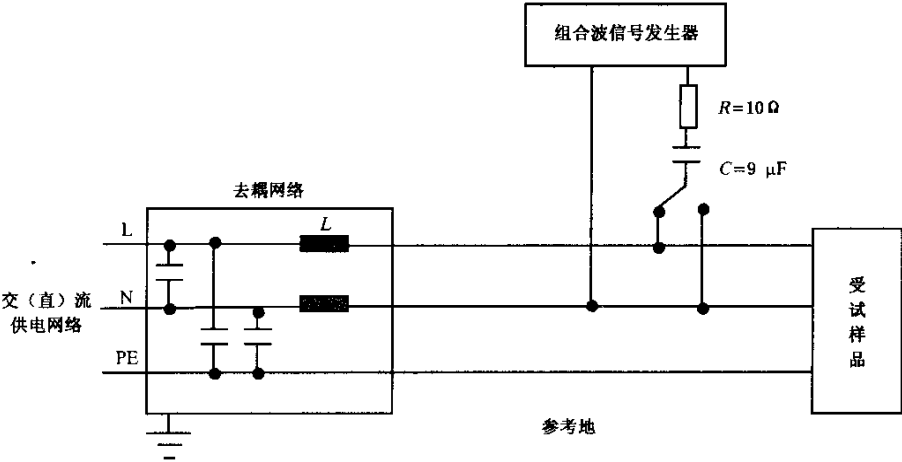 组合波信号发生器
R=10Ω
C=9 μF
去耦网络
L
L
交（直）流
供电网络
N
PE
受
试
样
品
参考地